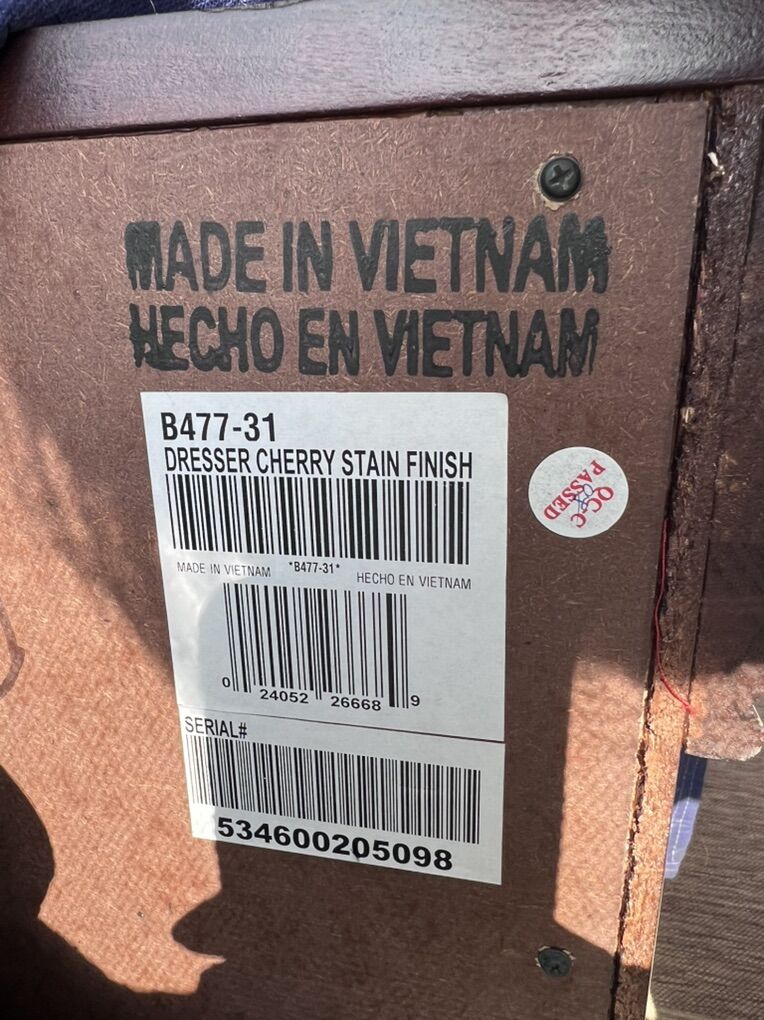 MADE IN VIETNAM
HECHO EN VIETNAM
B477-31
DRESSER CHERRY STAIN FINISH
MADE IN VIETNAM *B477-31* HECHO EN VIETNAM
0 24052 26668 9
SERIAL#
534600205098
QC-C
PASSED